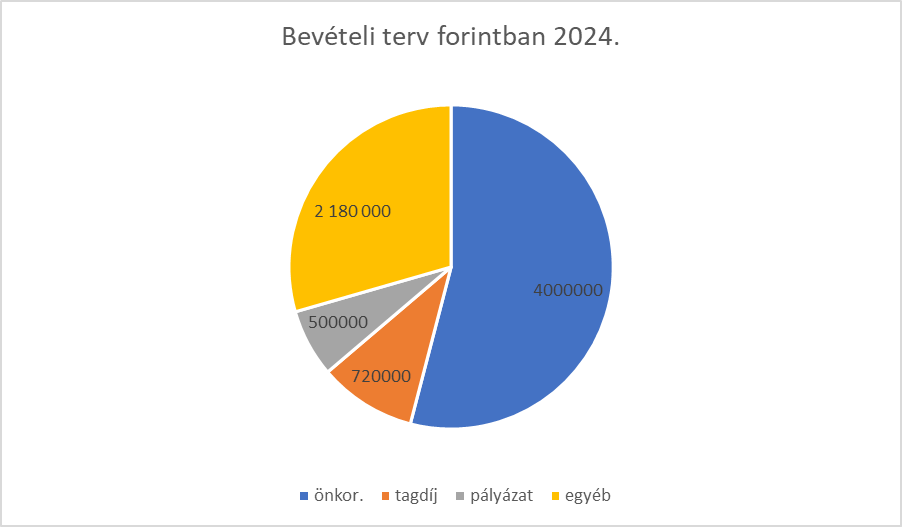 Bevételi terv forintban 2024.
2 180 000
4000000
500000
720000
önkor. tagdíj pályázat egyéb